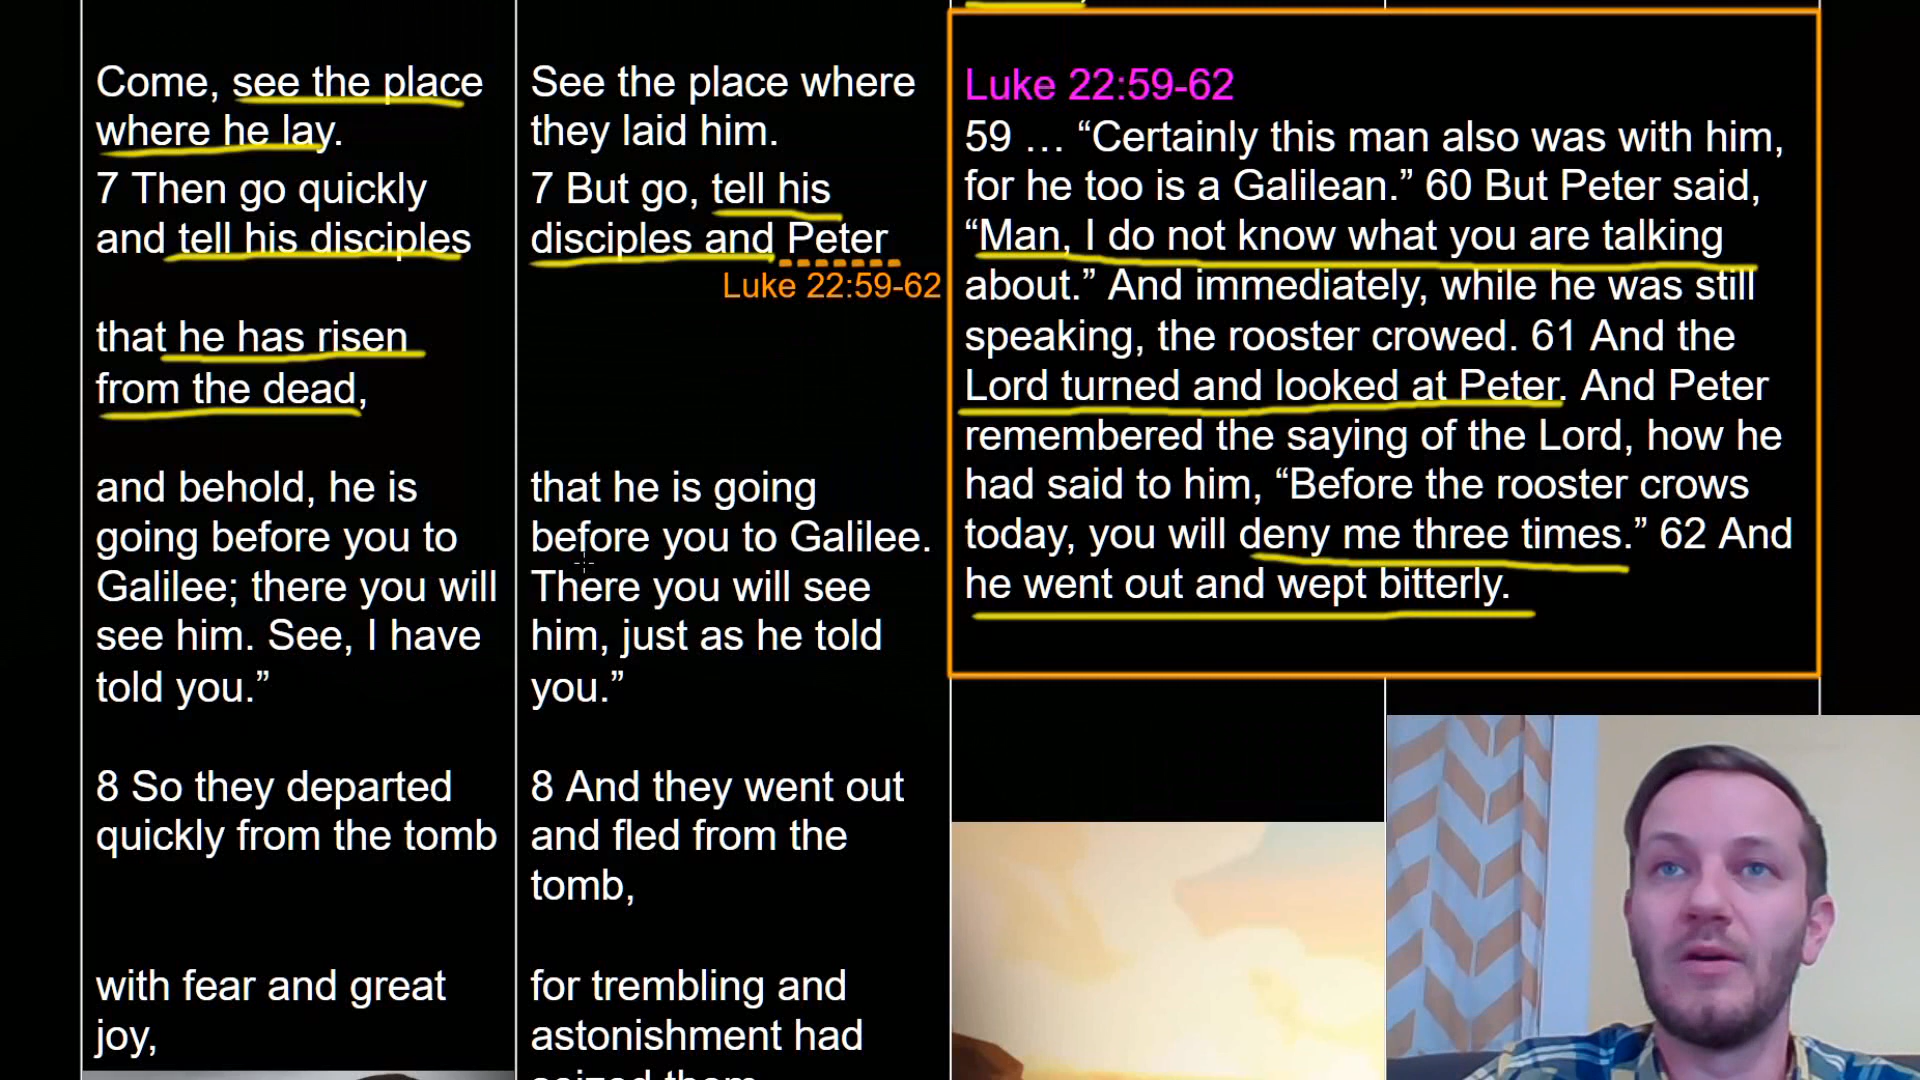 Come, see the place
where he lay.
7 Then go quickly
and tell his disciples
that he has risen
from the dead,
and behold, he is
going before you to
Galilee; there you will
see him. See, I have
told you.”
8 So they departed
quickly from the tomb
with fear and great
joy,
See the place where
they laid him.
7 But go, tell his
disciples and Peter
Luke 22:59-62
that he is going
before you to Galilee.
There you will see
him, just as he told
you.”
8 And they went out
and fled from the
tomb,
for trembling and
astonishment had
seized them
Luke 22:59-62
59 … “Certainly this man also was with him,
for he too is a Galilean.” 60 But Peter said,
“Man, I do not know what you are talking
about.” And immediately, while he was still
speaking, the rooster crowed. 61 And the
Lord turned and looked at Peter. And Peter
remembered the saying of the Lord, how he
had said to him, “Before the rooster crows
today, you will deny me three times.” 62 And
he went out and wept bitterly.